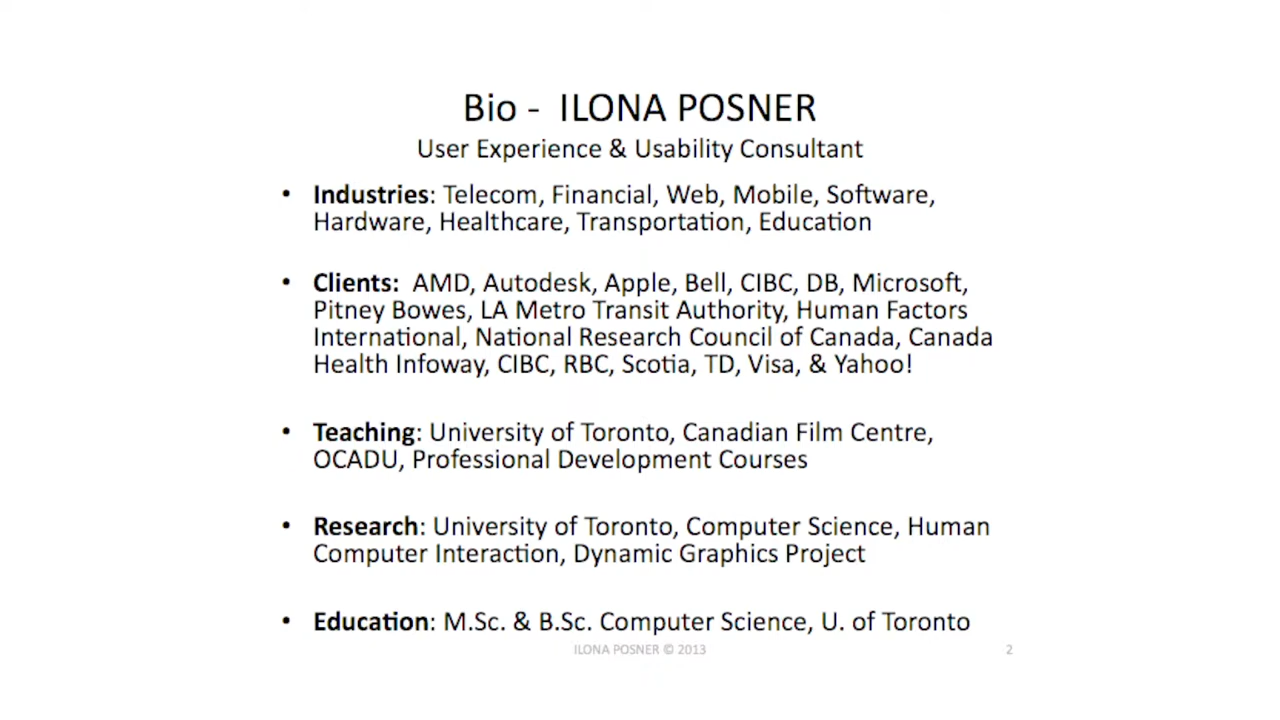 Bio - ILONA POSNER
User Experience & Usability Consultant
• Industries: Telecom, Financial, Web, Mobile, Software,
Hardware, Healthcare, Transportation, Education
• Clients: AMD, Autodesk, Apple, Bell, CIBC, DB, Microsoft,
Pitney Bowes, LA Metro Transit Authority, Human Factors
International, National Research Council of Canada, Canada
Health Infoway, CIBC, RBC, Scotia, TD, Visa, & Yahoo!
• Teaching: University of Toronto, Canadian Film Centre,
OCADU, Professional Development Courses
• Research: University of Toronto, Computer Science, Human
Computer Interaction, Dynamic Graphics Project
• Education: M.Sc. & B.Sc. Computer Science, U. of Toronto
ILONA POSNER © 2013 2